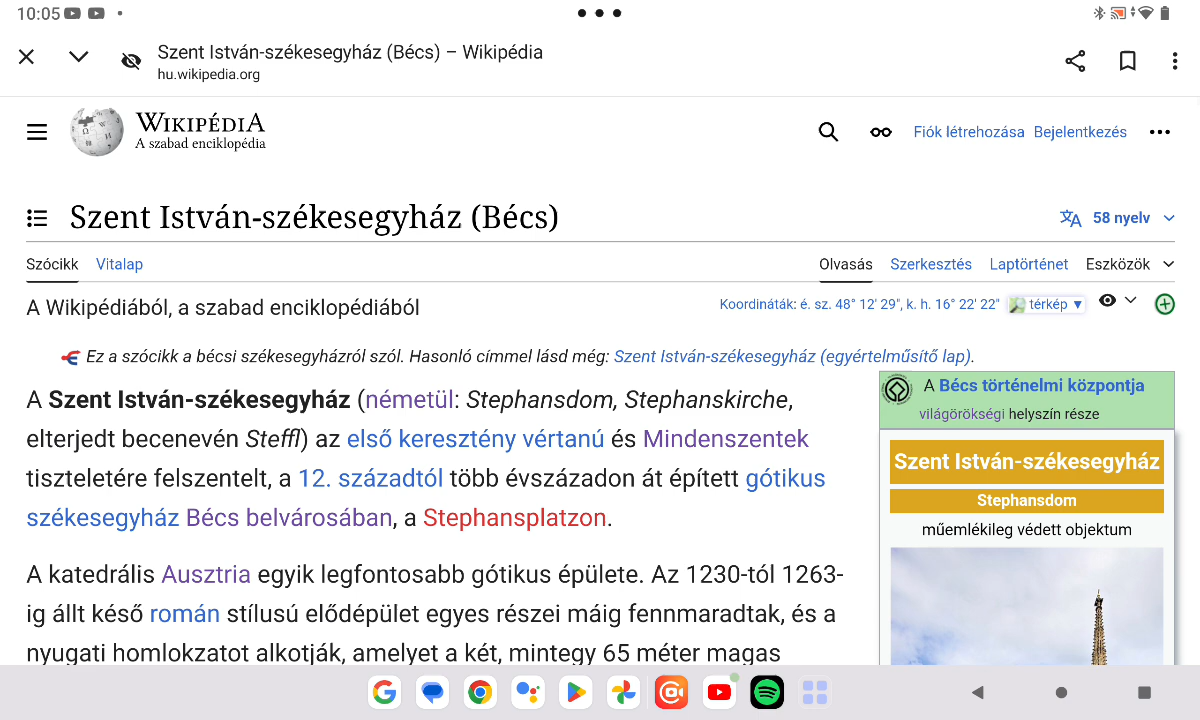 10:05
Szent István-székesegyház (Bécs) – Wikipédia
hu.wikipedia.org
WIKIPÉDIA
A szabad enciklopédia
Fiók létrehozása Bejelentkezés
Szent István-székesegyház (Bécs)
58 nyelv
Szócikk Vitalap
Olvasás Szerkesztés Laptörténet Eszközök
A Wikipédiából, a szabad enciklopédiából
Koordináták: é. sz. 48° 12′ 29″, k. h. 16° 22′ 22″ térkép ▼
Ez a szócikk a bécsi székesegyházról szól. Hasonló címmel lásd még: Szent István-székesegyház (egyértelműsítő lap).
A Szent István-székesegyház (németül: Stephansdom, Stephanskirche,
elterjedt becenevén Steffl) az első keresztény vértanú és Mindenszentek
tiszteletére felszentelt, a 12. századtól több évszázadon át épített gótikus
székesegyház Bécs belvárosában, a Stephansplatzon.
A katedrális Ausztria egyik legfontosabb gótikus épülete. Az 1230-tól 1263-
ig állt késő román stílusú elődépület egyes részei máig fennmaradtak, és a
nyugati homlokzatot alkotják, amelyet a két, mintegy 65 méter magas
A Bécs történelmi központja
világörökségi helyszín része
Szent István-székesegyház
Stephansdom
műemlékileg védett objektum